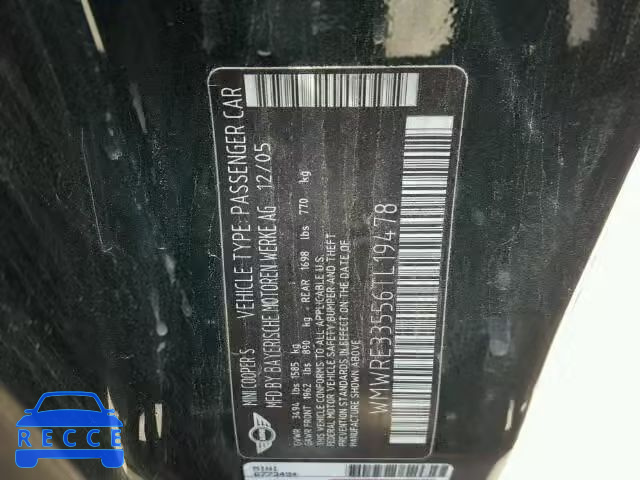 MINI COOPER'S VEHICLE TYPE: PASSENGER CAR
MFD.BY BAYERISCHE MOTOREN WERKE AG 12/05
GVWR 3494 lbs 1585 kg
GAWR FRONT 1962 lbs 890 kg - REAR 1698 lbs 770 kg
THIS VEHICLE CONFORMS TO ALL APPLICABLE U.S.
FEDERAL MOTOR VEHICLE SAFETY BUMPER AND THEFT
PREVENTION STANDARDS IN EFFECT ON THE DATE OF
MANUFACTURE SHOWN ABOVE.
WMWRE33556TL19478
MINI
RECCE